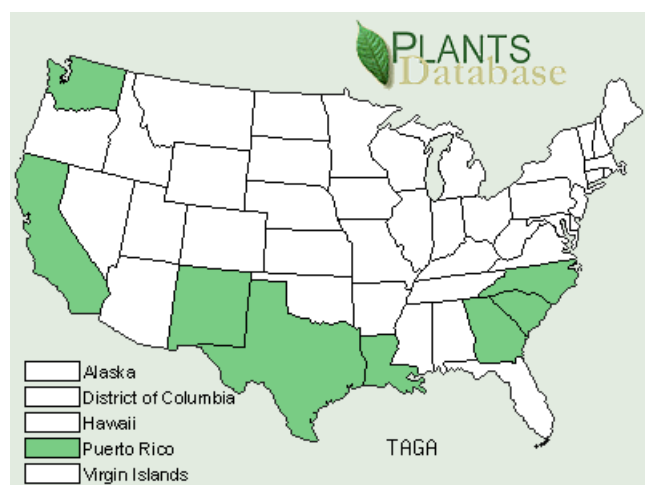 PLANTS
Database
Alaska
District of Columbia
Hawaii
Puerto Rico
Virgin Islands
TAGA